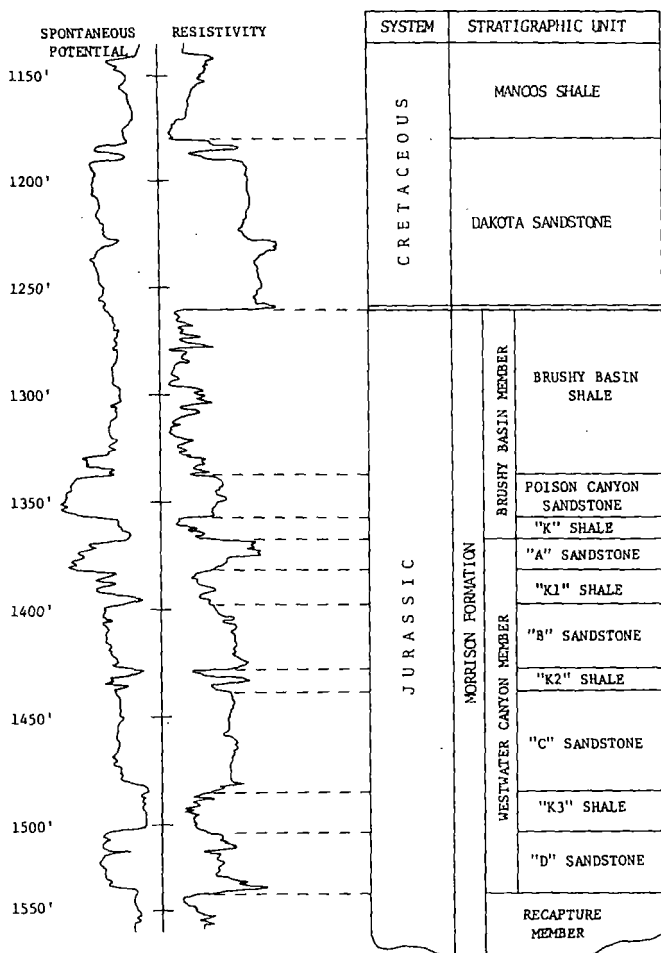 SPONTANEOUS
POTENTIAL
RESISTIVITY
SYSTEM
STRATIGRAPHIC UNIT
1150'
1200'
1250'
1300'
1350'
1400'
1450'
1500'
1550'
CRETACEOUS
JURASSIC
MANCOS SHALE
DAKOTA SANDSTONE
MORRISON FORMATION
BRUSHY BASIN MEMBER
WESTWATER CANYON MEMBER
BRUSHY BASIN
SHALE
POISON CANYON
SANDSTONE
"K" SHALE
"A" SANDSTONE
"K1" SHALE
"B" SANDSTONE
"K2" SHALE
"C" SANDSTONE
"K3" SHALE
"D" SANDSTONE
RECAPTURE
MEMBER